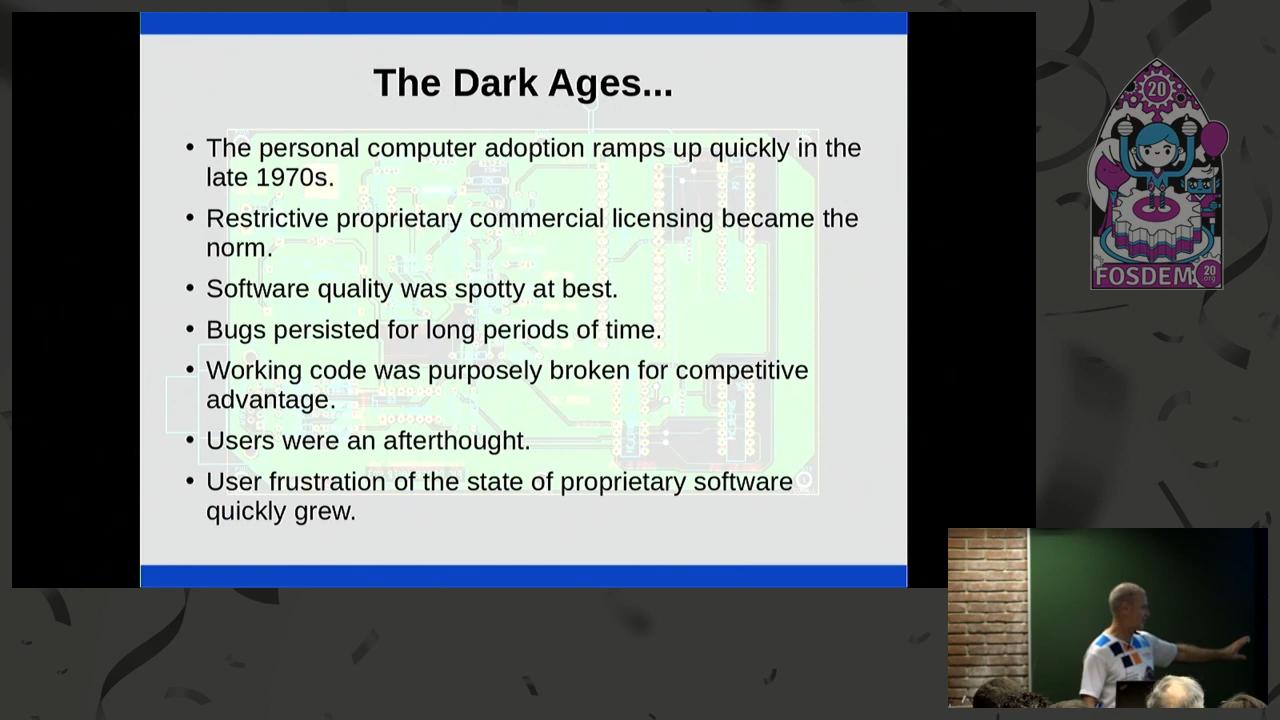 The Dark Ages...
• The personal computer adoption ramps up quickly in the
late 1970s.
• Restrictive proprietary commercial licensing became the
norm.
• Software quality was spotty at best.
• Bugs persisted for long periods of time.
• Working code was purposely broken for competitive
advantage.
• Users were an afterthought.
• User frustration of the state of proprietary software
quickly grew.
20
FOSDEM
20
org